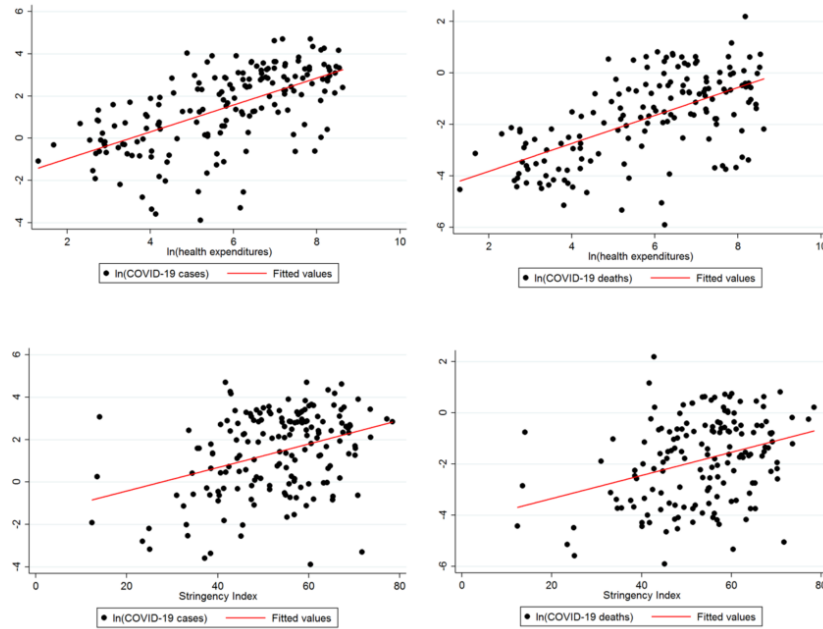 6
4
2
0
-2
-4
2 4 6 8 10
ln(health expenditures)
ln(COVID-19 cases) Fitted values
2
0
-2
-4
-6
2 4 6 8 10
ln(health expenditures)
ln(COVID-19 deaths) Fitted values
6
4
2
0
-2
-4
0 20 40 60 80
Stringency Index
ln(COVID-19 cases) Fitted values
2
0
-2
-4
-6
0 20 40 60 80
Stringency Index
ln(COVID-19 deaths) Fitted values